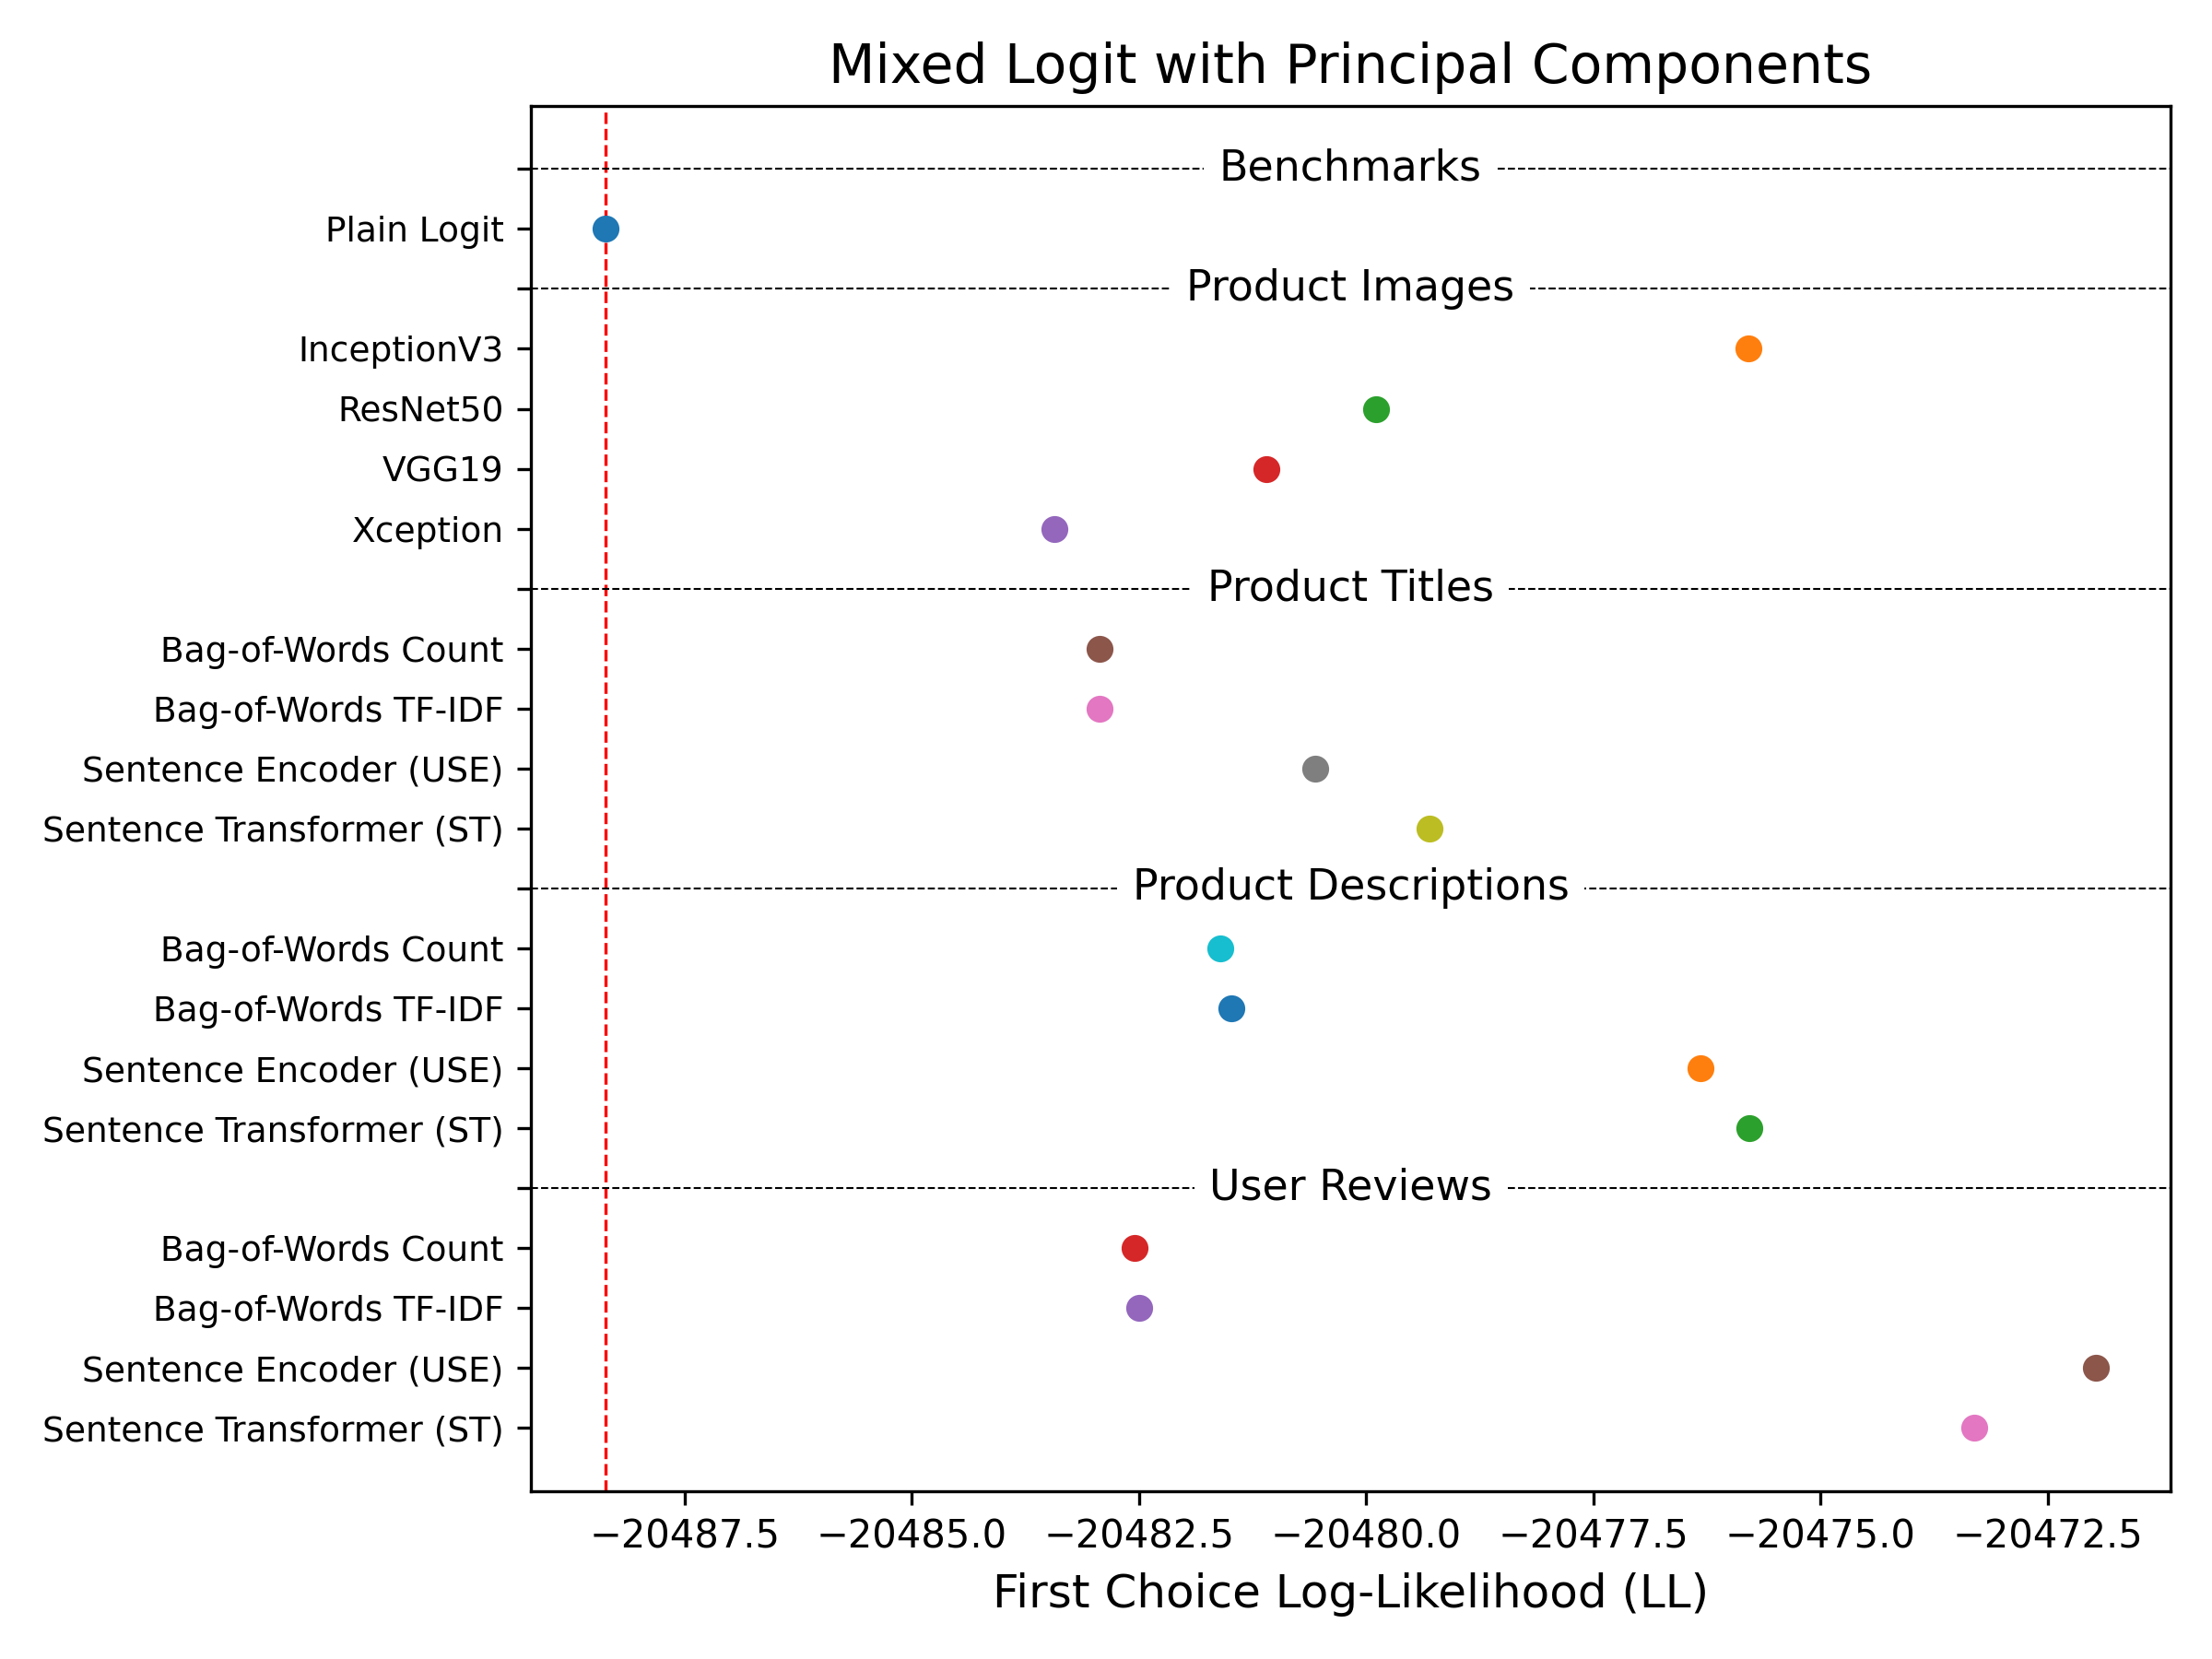 Mixed Logit with Principal Components
Benchmarks
Plain Logit
Product Images
InceptionV3
ResNet50
VGG19
Xception
Product Titles
Bag-of-Words Count
Bag-of-Words TF-IDF
Sentence Encoder (USE)
Sentence Transformer (ST)
Product Descriptions
Bag-of-Words Count
Bag-of-Words TF-IDF
Sentence Encoder (USE)
Sentence Transformer (ST)
User Reviews
Bag-of-Words Count
Bag-of-Words TF-IDF
Sentence Encoder (USE)
Sentence Transformer (ST)
−20487.5 −20485.0 −20482.5 −20480.0 −20477.5 −20475.0 −20472.5
First Choice Log-Likelihood (LL)